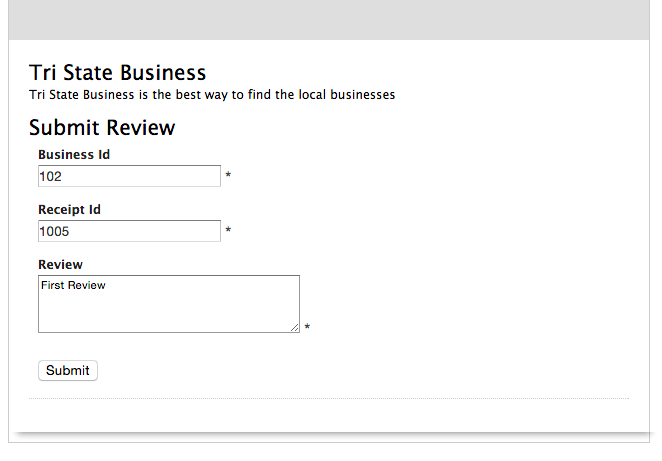 Tri State Business
Tri State Business is the best way to find the local businesses
Submit Review
Business Id
102 *
Receipt Id
1005 *
Review
First Review
*
Submit